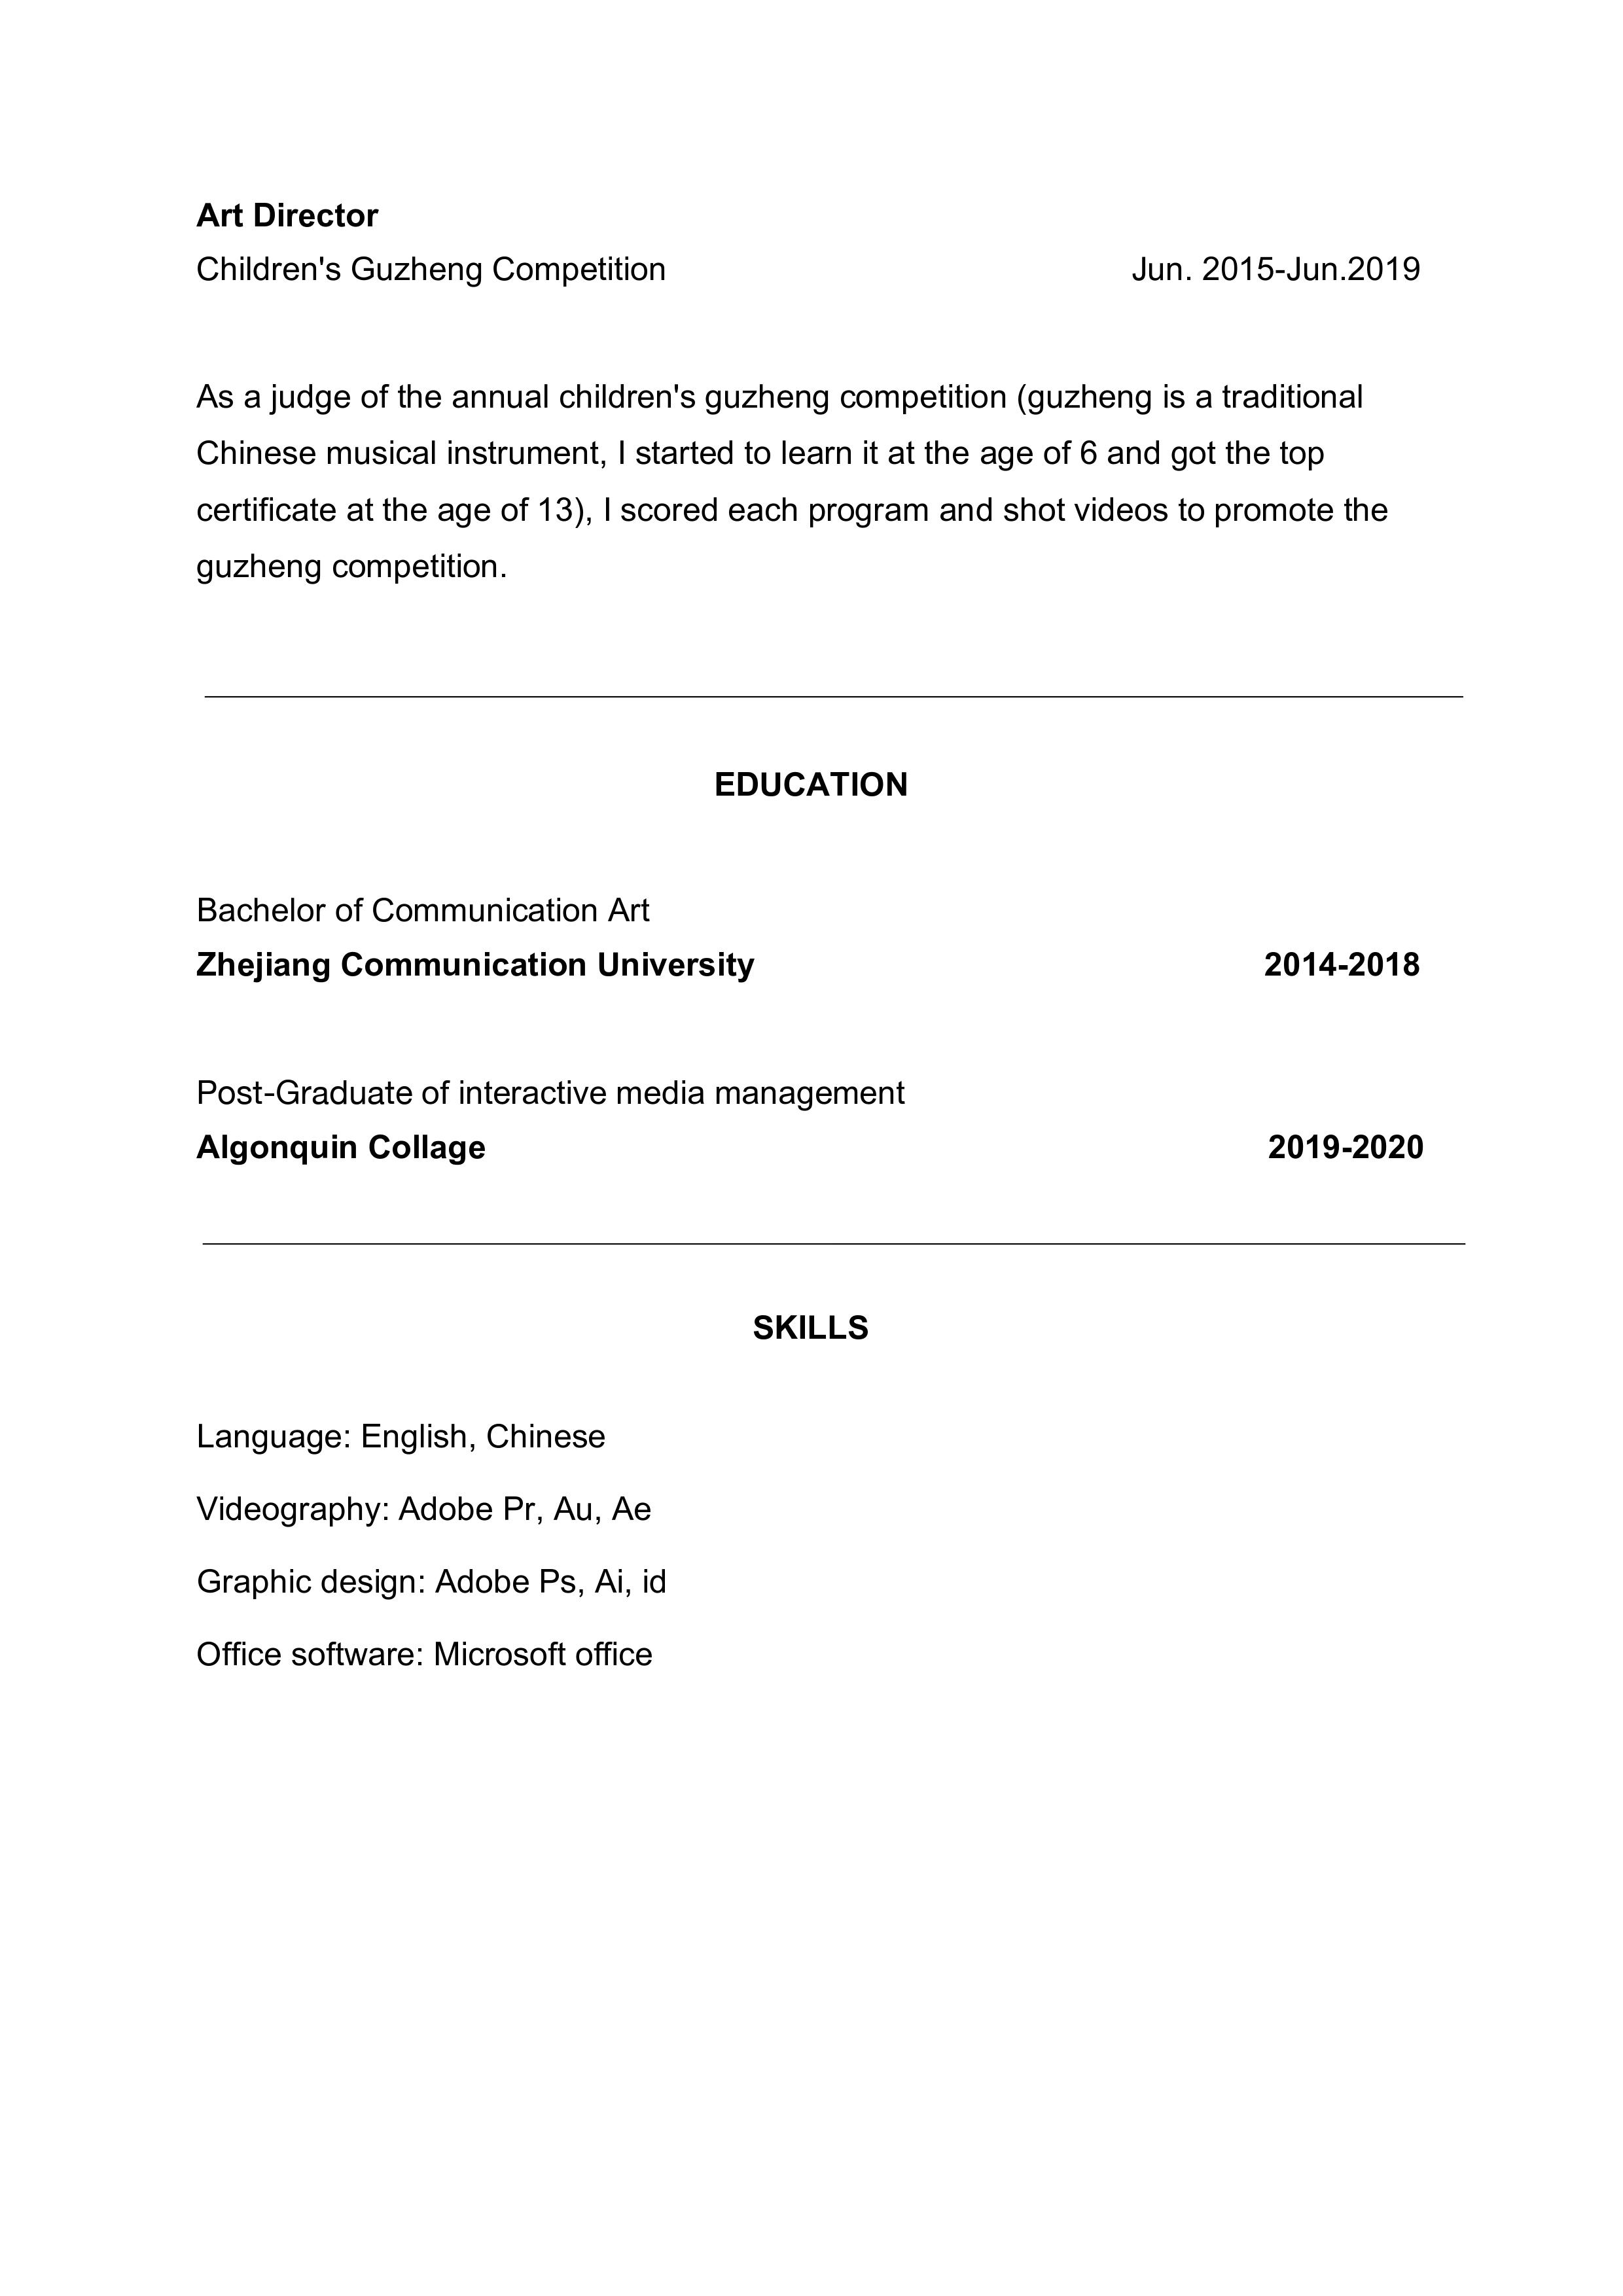 Art Director
Children's Guzheng Competition Jun. 2015-Jun.2019
As a judge of the annual children's guzheng competition (guzheng is a traditional
Chinese musical instrument, I started to learn it at the age of 6 and got the top
certificate at the age of 13), I scored each program and shot videos to promote the
guzheng competition.
EDUCATION
Bachelor of Communication Art
Zhejiang Communication University 2014-2018
Post-Graduate of interactive media management
Algonquin Collage 2019-2020
SKILLS
Language: English, Chinese
Videography: Adobe Pr, Au, Ae
Graphic design: Adobe Ps, Ai, id
Office software: Microsoft office